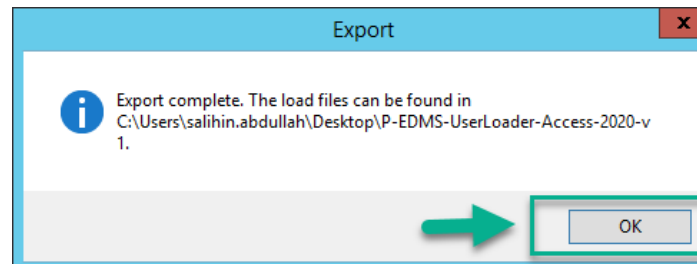 Export
x
Export complete. The load files can be found in
C:\Users\salihin.abdullah\Desktop\P-EDMS-UserLoader-Access-2020-v
1.
OK